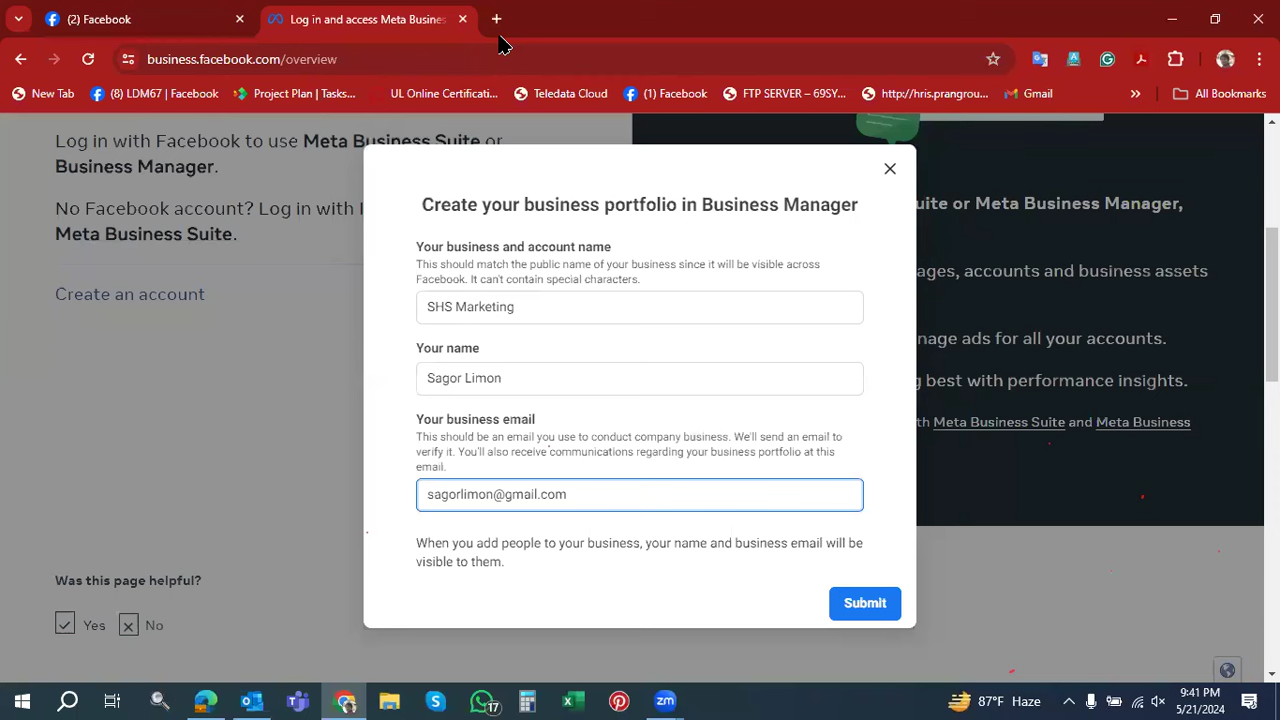 (2) Facebook
Log in and access Meta Busines
business.facebook.com/overview
New Tab
(8) LDM67 | Facebook
Project Plan | Tasks...
UL Online Certificati...
Teledata Cloud
(1) Facebook
FTP SERVER – 69SY...
http://hris.prangroup...
Gmail
All Bookmarks
Log in with Facebook to use Meta Business Suite or
Business Manager.
No Facebook account? Log in with I
Meta Business Suite.
Create an account
Was this page helpful?
Yes
No
Create your business portfolio in Business Manager
Your business and account name
This should match the public name of your business since it will be visible across
Facebook. It can't contain special characters.
SHS Marketing
Your name
Sagor Limon
Your business email
This should be an email you use to conduct company business. We'll send an email to
verify it. You'll also receive communications regarding your business portfolio at this
email.
sagorlimon@gmail.com
When you add people to your business, your name and business email will be
visible to them.
Submit
uite or Meta Business Manager,
ages, accounts and business assets
nage ads for all your accounts.
g best with performance insights.
th Meta Business Suite and Meta Business
17
87°F Haze
9:41 PM
5/21/2024